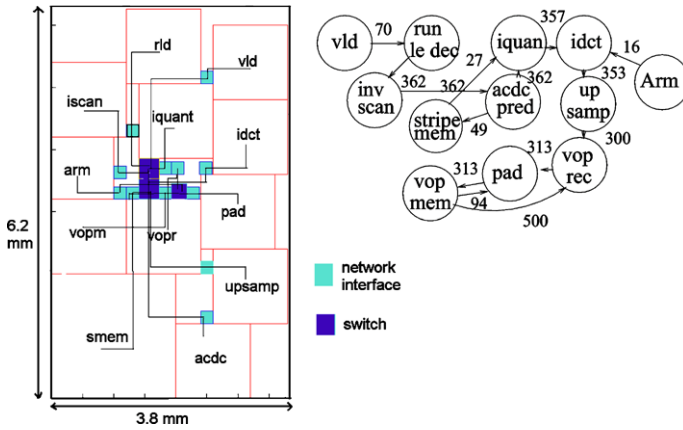 rld
vld
iscan
iquant
arm
idct
pad
vopm
vopr
upsamp
smem
acdc
6.2
mm
3.8 mm
network
interface
switch
vld
70
run
le dec
inv
scan
362
27
362
stripe
mem
49
acdc
pred
362
iquan
357
idct
16
Arm
353
up
samp
300
vop
rec
313
pad
313
94
vop
mem
500